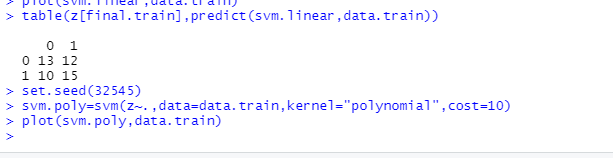 > plot(svm.linear,data.train)
> table(z[final.train],predict(svm.linear,data.train))
0 1
0 13 12
1 10 15
> set.seed(32545)
> svm.poly=svm(z~.,data=data.train,kernel="polynomial",cost=10)
> plot(svm.poly,data.train)
>